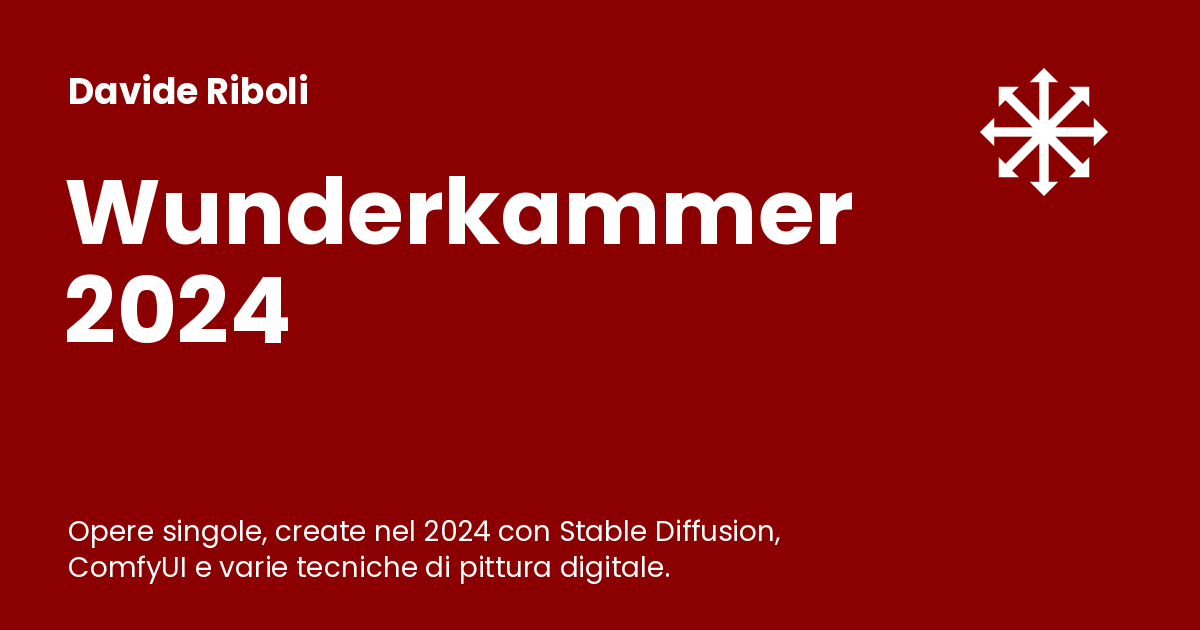 Davide Riboli
Wunderkammer
2024
Opere singole, create nel 2024 con Stable Diffusion,
ComfyUI e varie tecniche di pittura digitale.